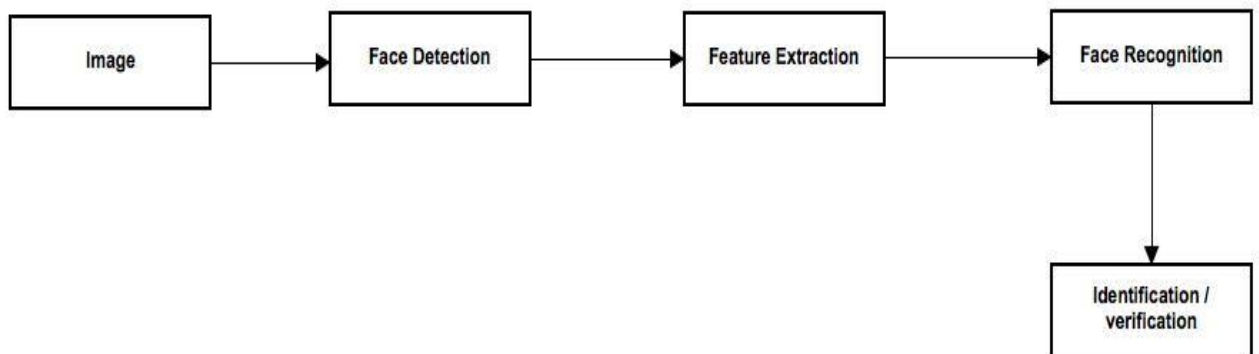 Image
Face Detection
Feature Extraction
Face Recognition
Identification /
verification